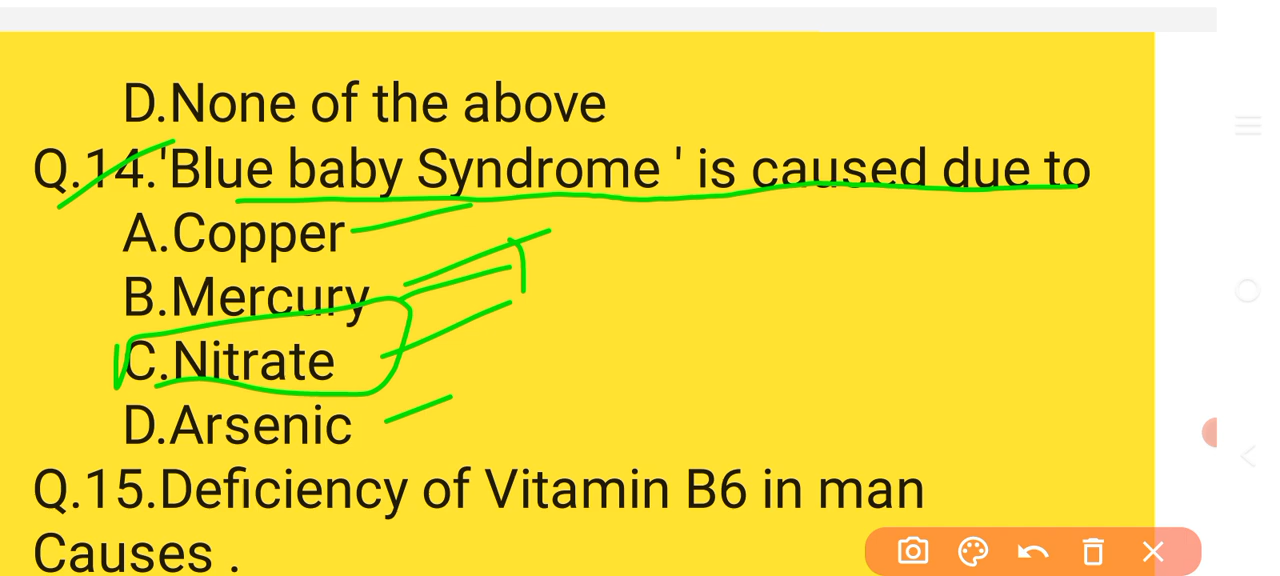 D.None of the above
Q.14.'Blue baby Syndrome ' is caused due to
A.Copper
B.Mercury
C.Nitrate
D.Arsenic
Q.15.Deficiency of Vitamin B6 in man
Causes .